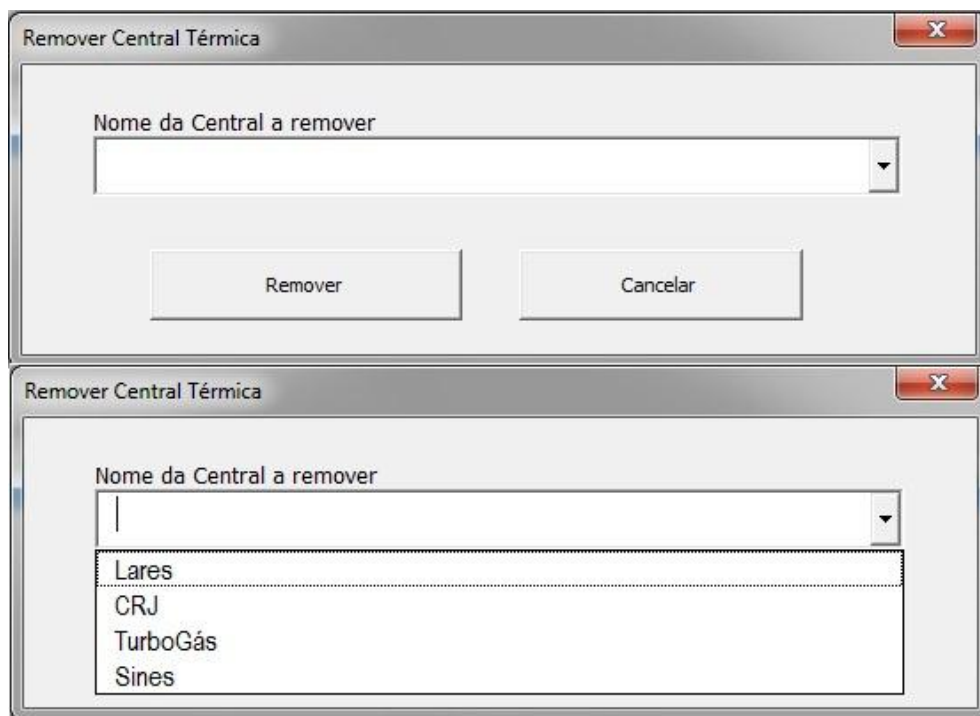 Remover Central Térmica
Nome da Central a remover
Remover
Cancelar
Remover Central Térmica
Nome da Central a remover
Lares
CRJ
TurboGás
Sines